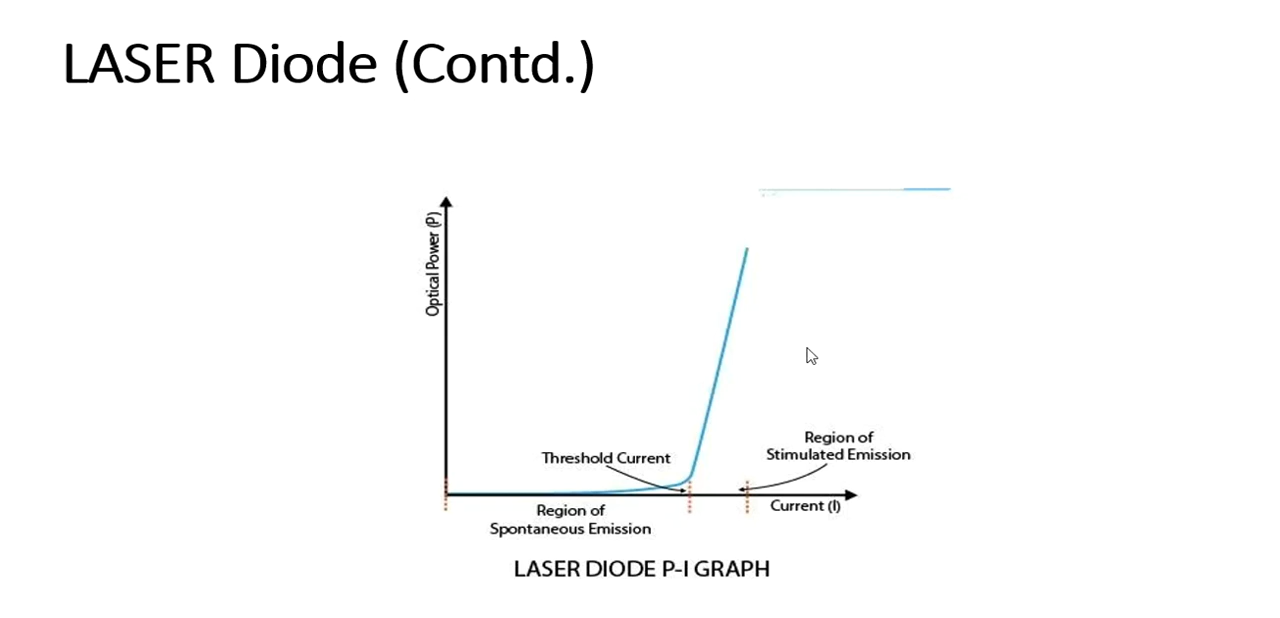 LASER Diode (Contd.)
Optical Power (P)
Threshold Current
Region of
Stimulated Emission
Region of
Spontaneous Emission
Current (I)
LASER DIODE P-I GRAPH